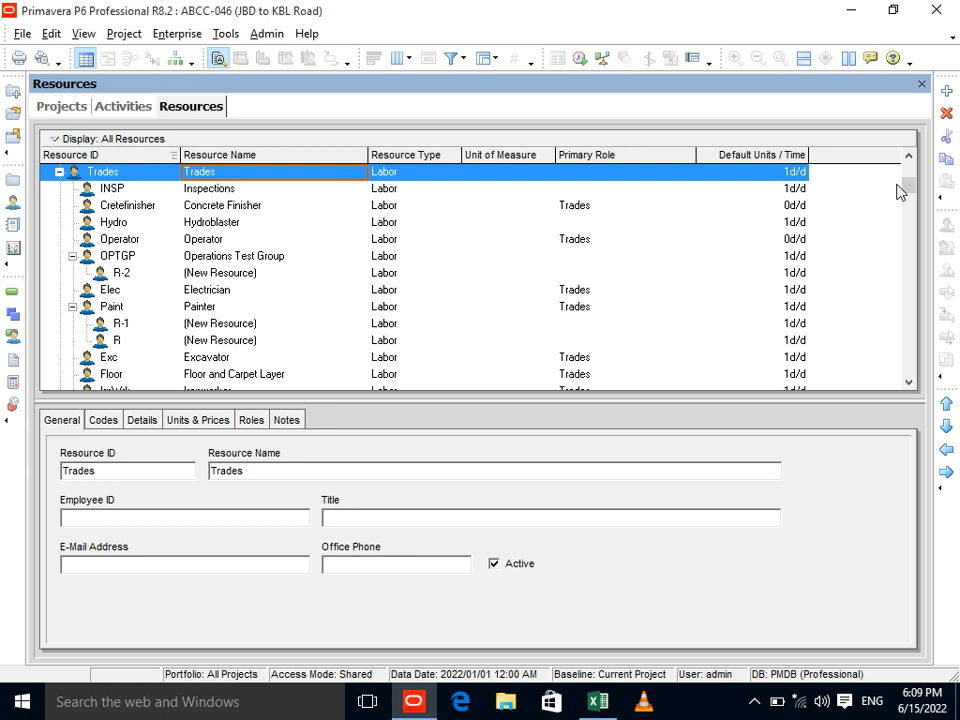 Primavera P6 Professional R8.2 : ABCC-046 (JBD to KBL Road)
File Edit View Project Enterprise Tools Admin Help
Resources
Projects Activities Resources
Display: All Resources
Resource ID Resource Name Resource Type Unit of Measure Primary Role Default Units / Time
Trades Trades Labor 1d/d
INSP Inspections Labor 1d/d
Cretefinisher Concrete Finisher Labor Trades 0d/d
Hydro Hydroblaster Labor 1d/d
Operator Operator Labor Trades 0d/d
OPTGP Operations Test Group Labor 1d/d
R-2 (New Resource) Labor 1d/d
Elec Electrician Labor Trades 1d/d
Paint Painter Labor Trades 1d/d
R-1 (New Resource) Labor 1d/d
R (New Resource) Labor 1d/d
Exc Excavator Labor Trades 1d/d
Floor Floor and Carpet Layer Labor Trades 1d/d
General Codes Details Units & Prices Roles Notes
Resource ID Resource Name
Trades Trades
Employee ID Title
E-Mail Address Office Phone
Active
Portfolio: All Projects Access Mode: Shared Data Date: 2022/01/01 12:00 AM Baseline: Current Project User: admin DB: PMDB (Professional)
Search the web and Windows
ENG
6:09 PM
6/15/2022